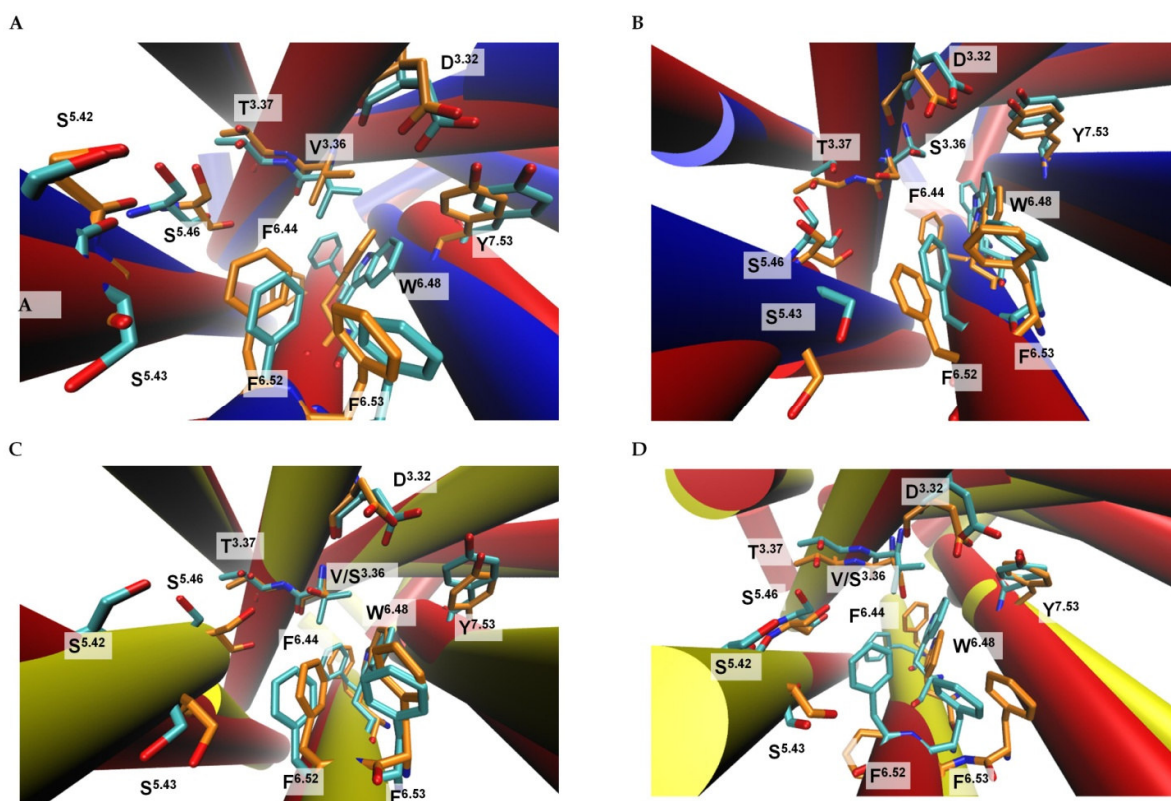 A
B
D3.32
S5.42
T3.37
V3.36
S5.46
F6.44
Y7.53
W6.48
A
S5.43
F6.52
F6.53
D3.32
T3.37
S3.36
Y7.53
F6.44
W6.48
S5.46
S5.43
F6.53
F6.52
C
D
D3.32
T3.37
S5.46
V/S3.36
W6.48
Y7.53
F6.44
S5.42
S5.43
F6.52
F6.53
D3.32
T3.37
V/S3.36
S5.46
F6.44
Y7.53
W6.48
S5.42
S5.43
F6.52
F6.53